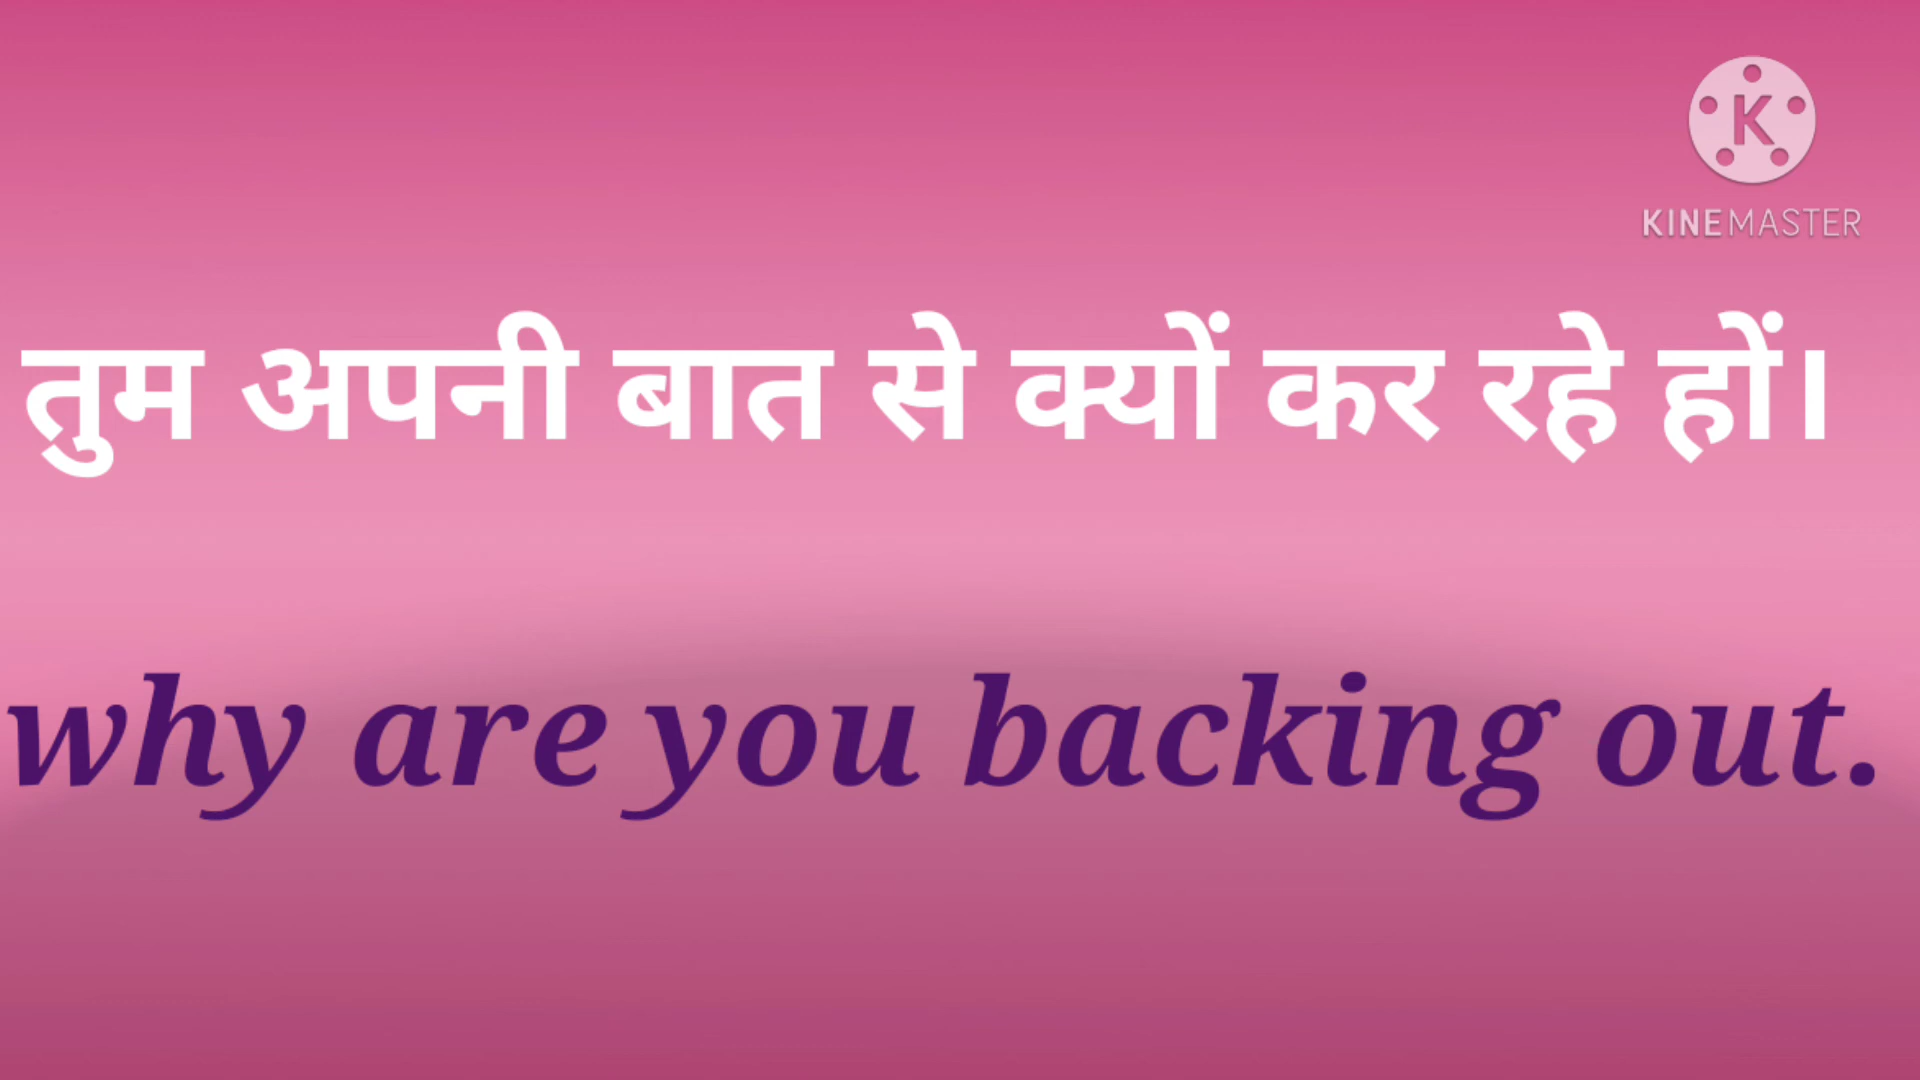 K
KINEMASTER
तुम अपनी बात से क्यों कर रहे हों।
why are you backing out.